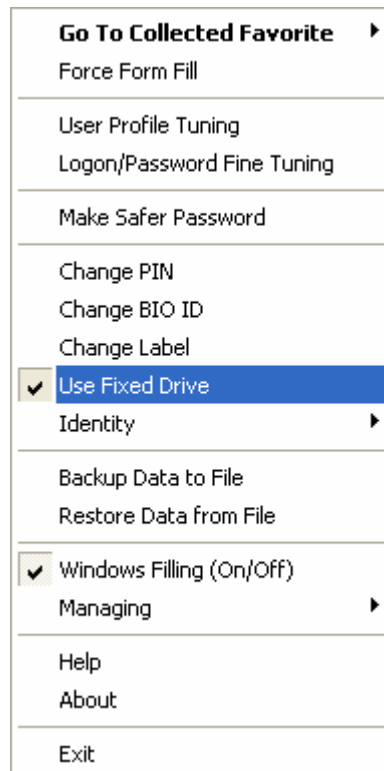 Go To Collected Favorite
Force Form Fill
User Profile Tuning
Logon/Password Fine Tuning
Make Safer Password
Change PIN
Change BIO ID
Change Label
Use Fixed Drive
Identity
Backup Data to File
Restore Data from File
Windows Filling (On/Off)
Managing
Help
About
Exit